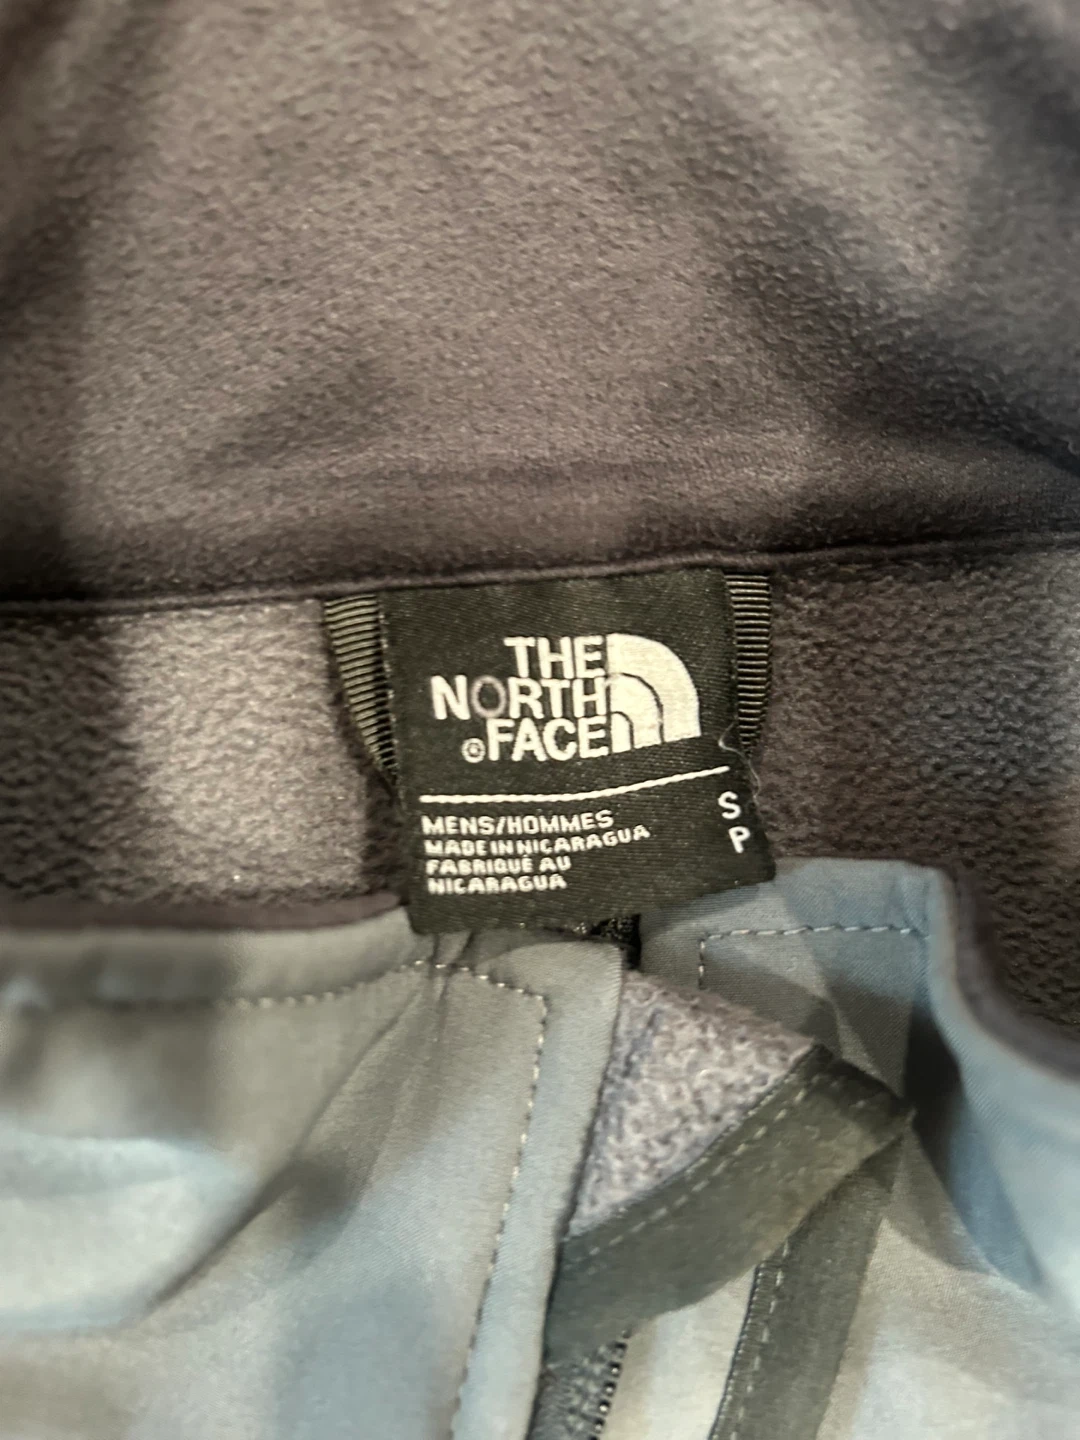 THE
NORTH
®FACE
MENS/HOMMES
MADE IN NICARAGUA
FABRIQUÉ AU
NICARAGUA
S
P